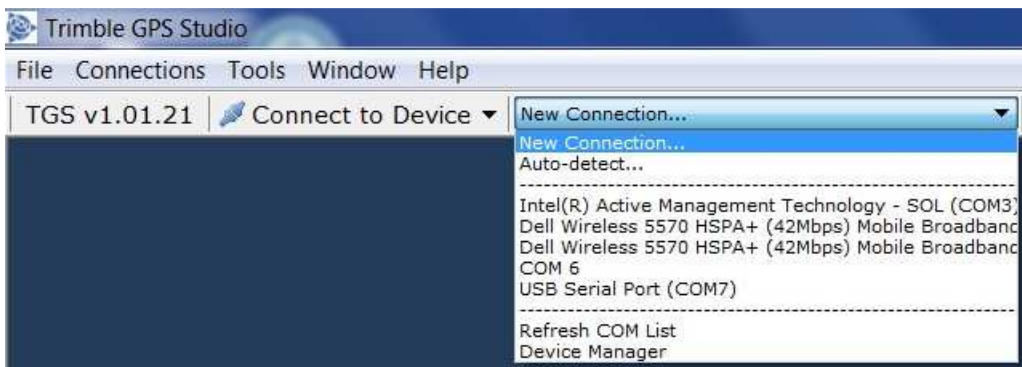 Trimble GPS Studio
File Connections Tools Window Help
TGS v1.01.21 Connect to Device New Connection...
New Connection...
Auto-detect...
Intel(R) Active Management Technology - SOL (COM3)
Dell Wireless 5570 HSPA+ (42Mbps) Mobile
Dell Wireless 5570 HSPA+ (42Mbps) Mobile
COM 6
USB Serial Port (COM7)
Refresh COM List
Device Manager